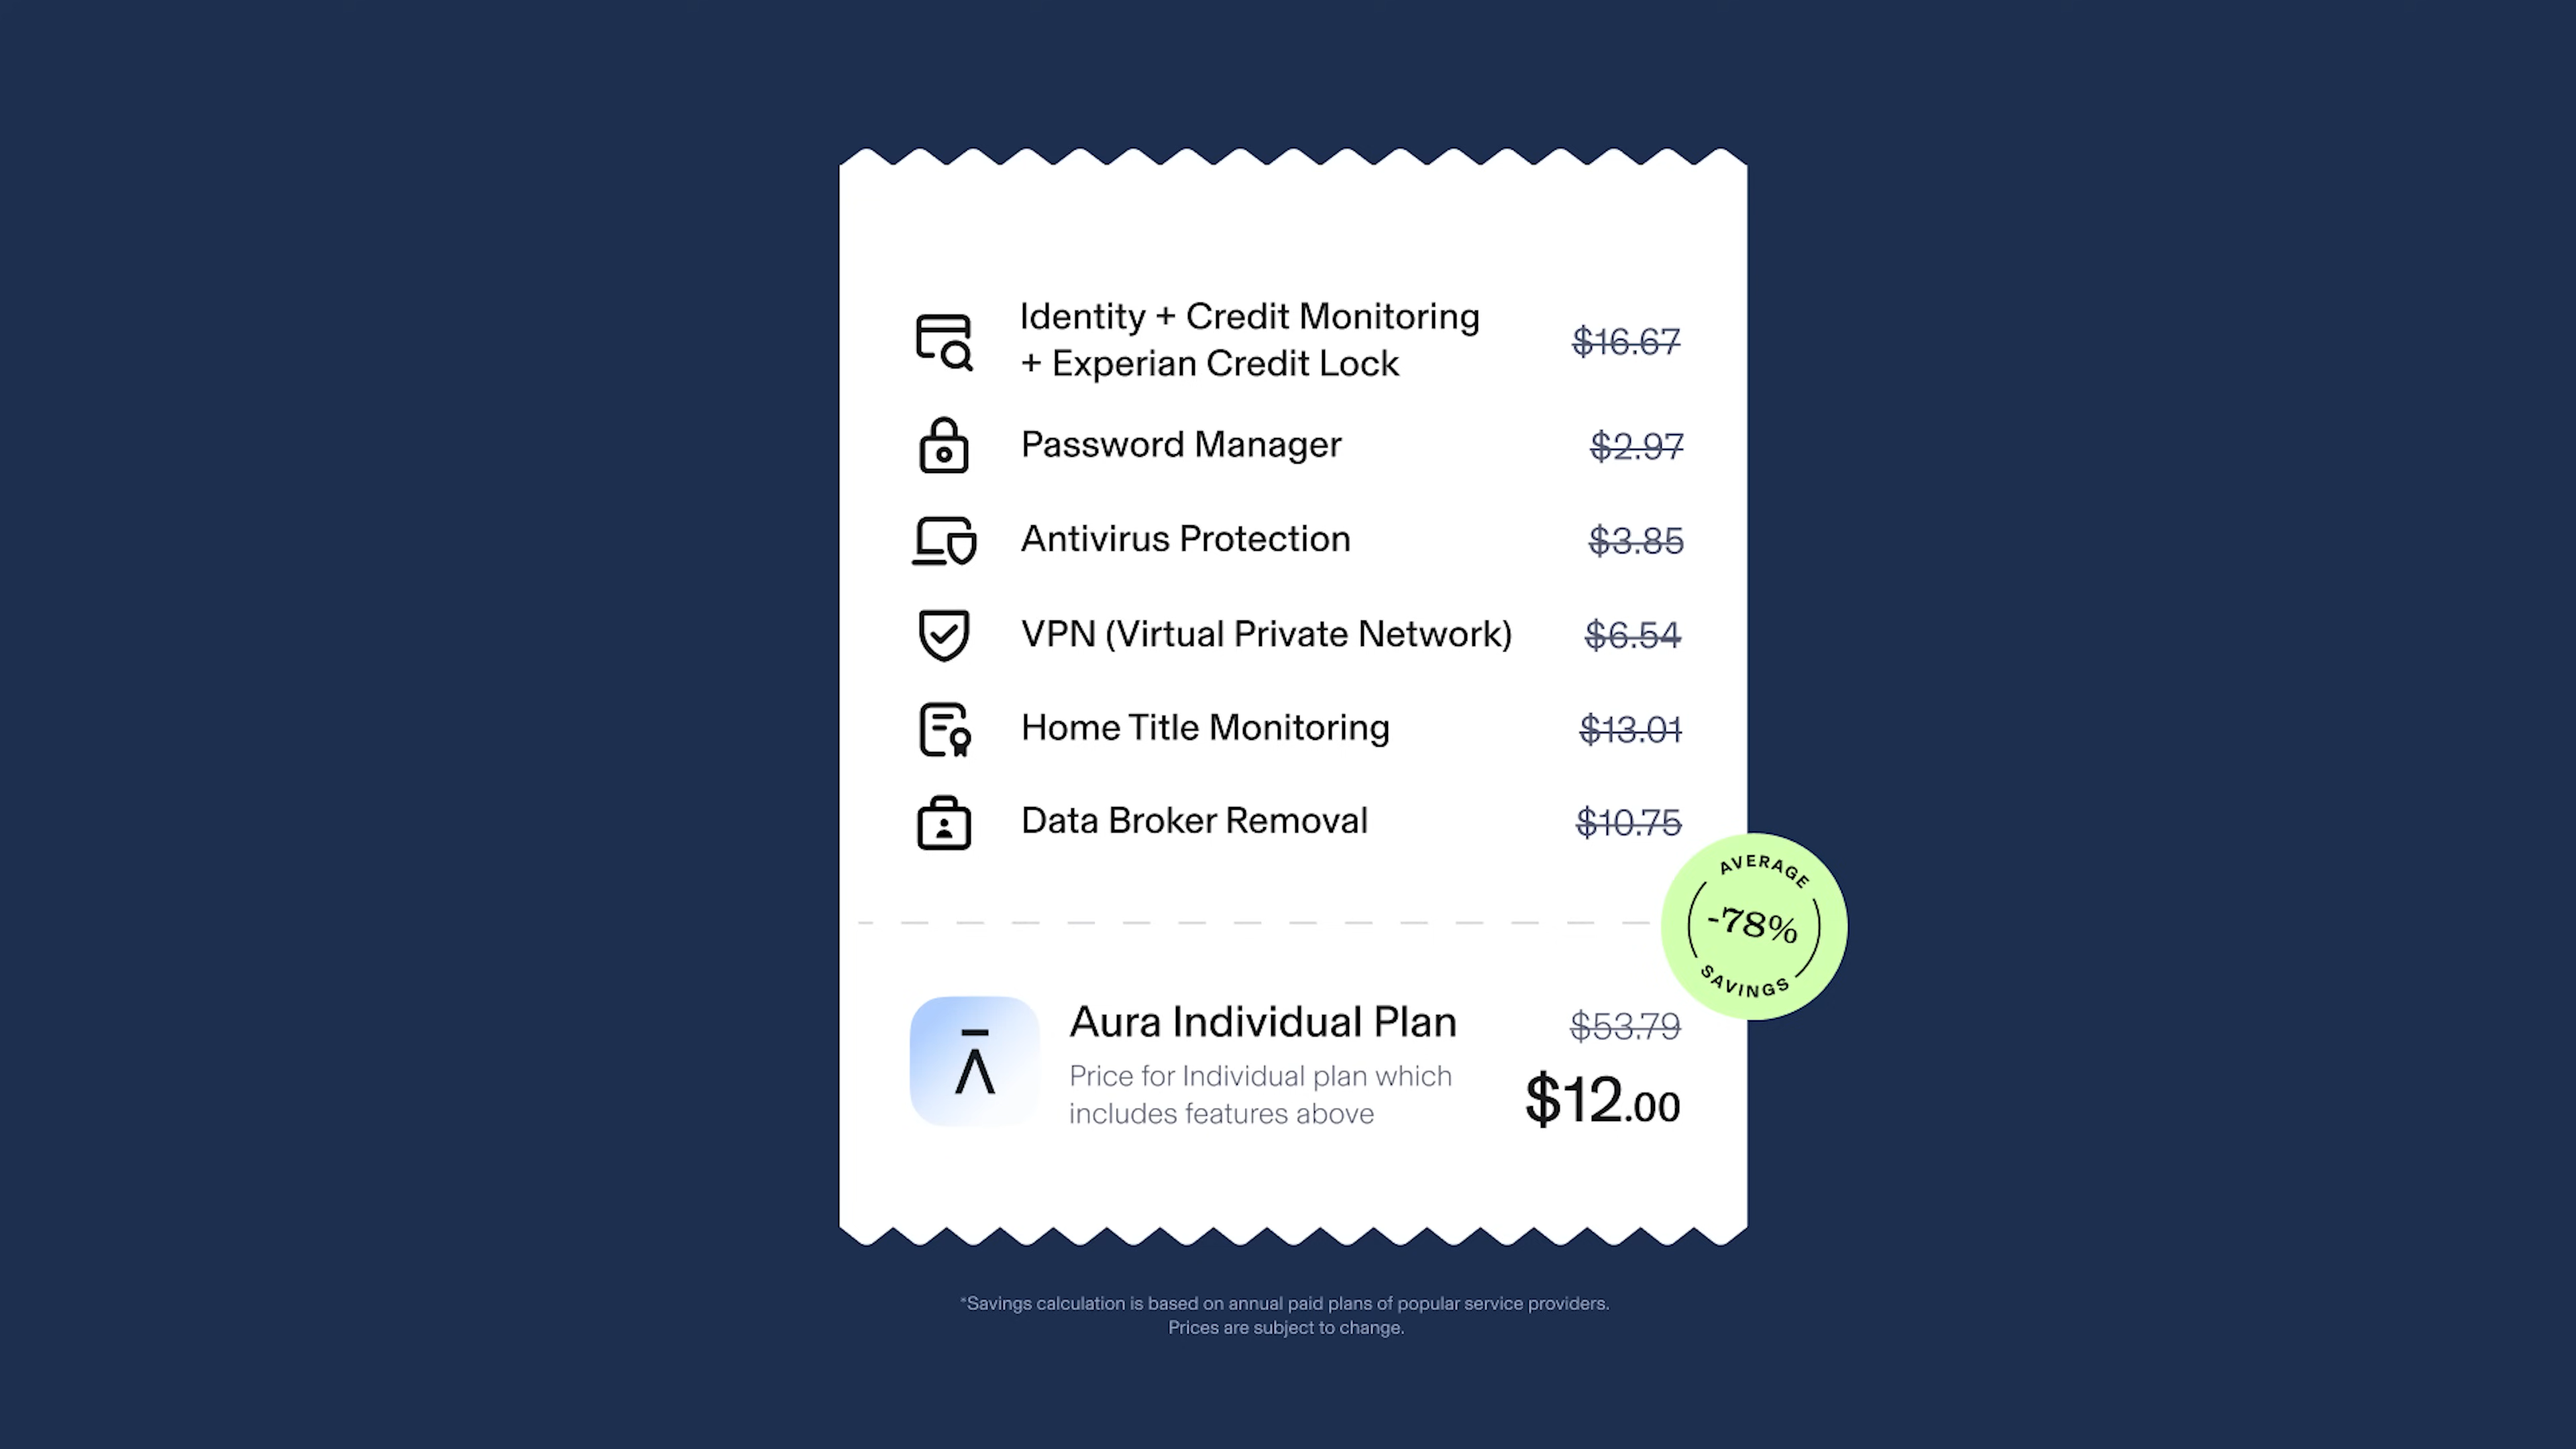 Identity + Credit Monitoring
+ Experian Credit Lock
$16.67
Password Manager
$2.97
Antivirus Protection
$3.85
VPN (Virtual Private Network)
$6.54
Home Title Monitoring
$13.01
Data Broker Removal
$10.75
AVERAGE
-78%
SAVINGS
Aura Individual Plan
$53.79
Price for Individual plan which
includes features above
$12.00
*Savings calculation is based on annual paid plans of popular service providers.
Prices are subject to change.